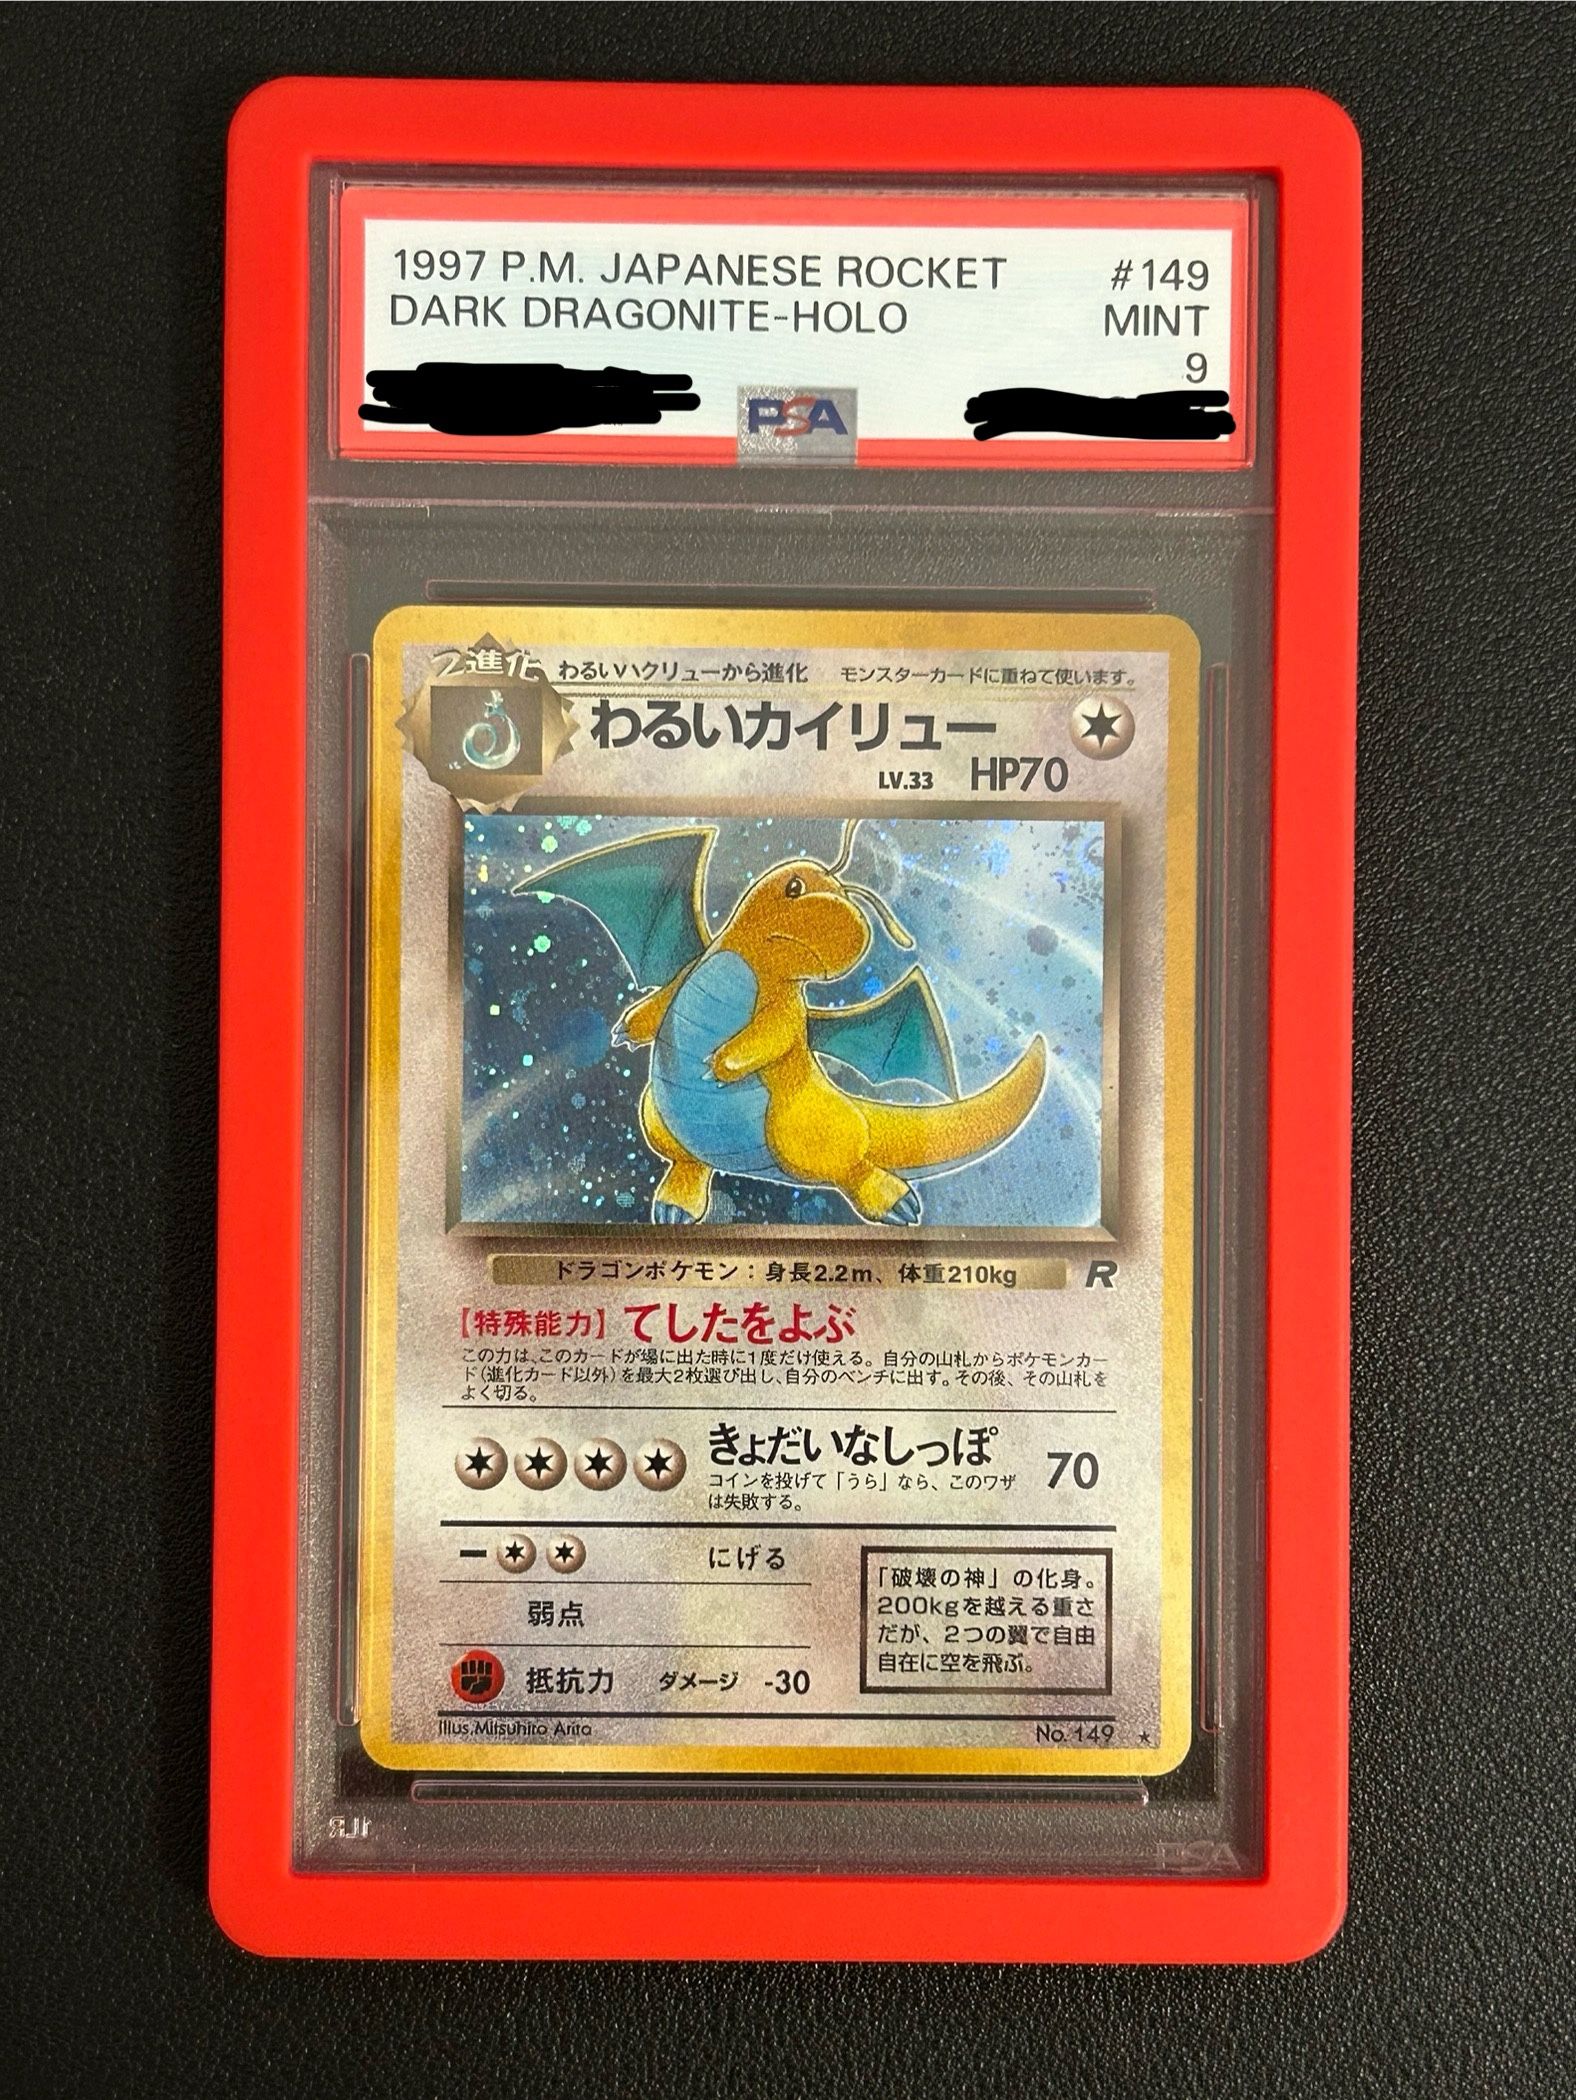 1997 P.M. JAPANESE ROCKET #149
DARK DRAGONITE-HOLO MINT
9
PSA
2進化 わるいハクリューから進化 モンスターカードに重ねて使います。
わるいカイリュー
LV.33 HP70
ドラゴンポケモン：身長2.2m、体重210kg R
【特殊能力】てしたをよぶ
この力は、このカードが場に出た時に1度だけ使える。自分の山札からポケモンカー
ド（進化カード以外）を最大2枚選び出し、自分のベンチに出す。その後、その山札を
よく切る。
きょだいなしっぽ 70
コインを投げて「うら」なら、このワザ
は失敗する。
にげる
弱点
抵抗力 ダメージ -30
「破壊の神」の化身。
200kgを越える重さ
だが、2つの翼で自由
自在に空を飛ぶ。
Illus.Mitsuhiro Arita No.149 ★
PSA